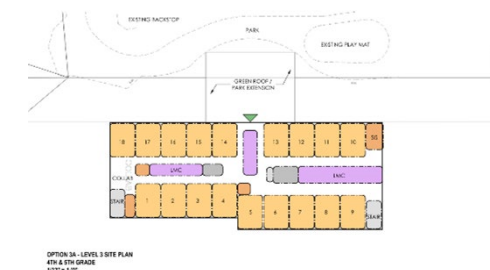 EXISTING BACKSTOP
PARK
EXISTING PLAY MAT
GREEN ROOF /
PARK EXTENSION
18 17 16 15 14 13 12 11 10 SG
LMC
LMC
COLLAB
STAIR 1 2 3 4 5 6 7 8 9 STAIR
OPTION 3A - LEVEL 3 SITE PLAN
4TH & 5TH GRADE